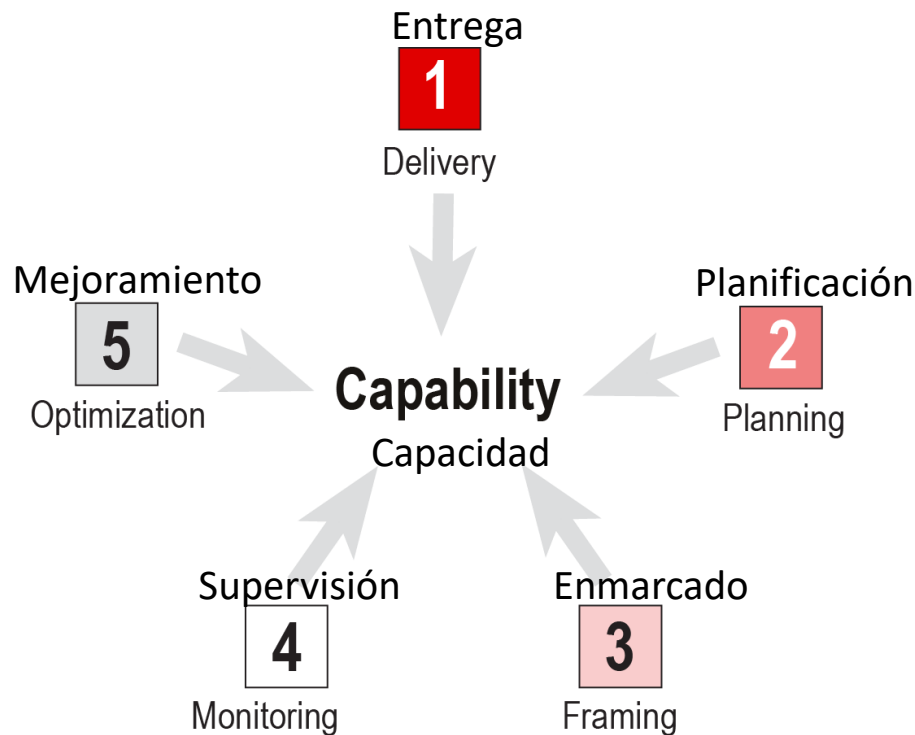 Entrega
1
Delivery
Mejoramiento
5
Optimization
Planificación
2
Planning
Capability
Capacidad
Supervisión
4
Monitoring
Enmarcado
3
Framing